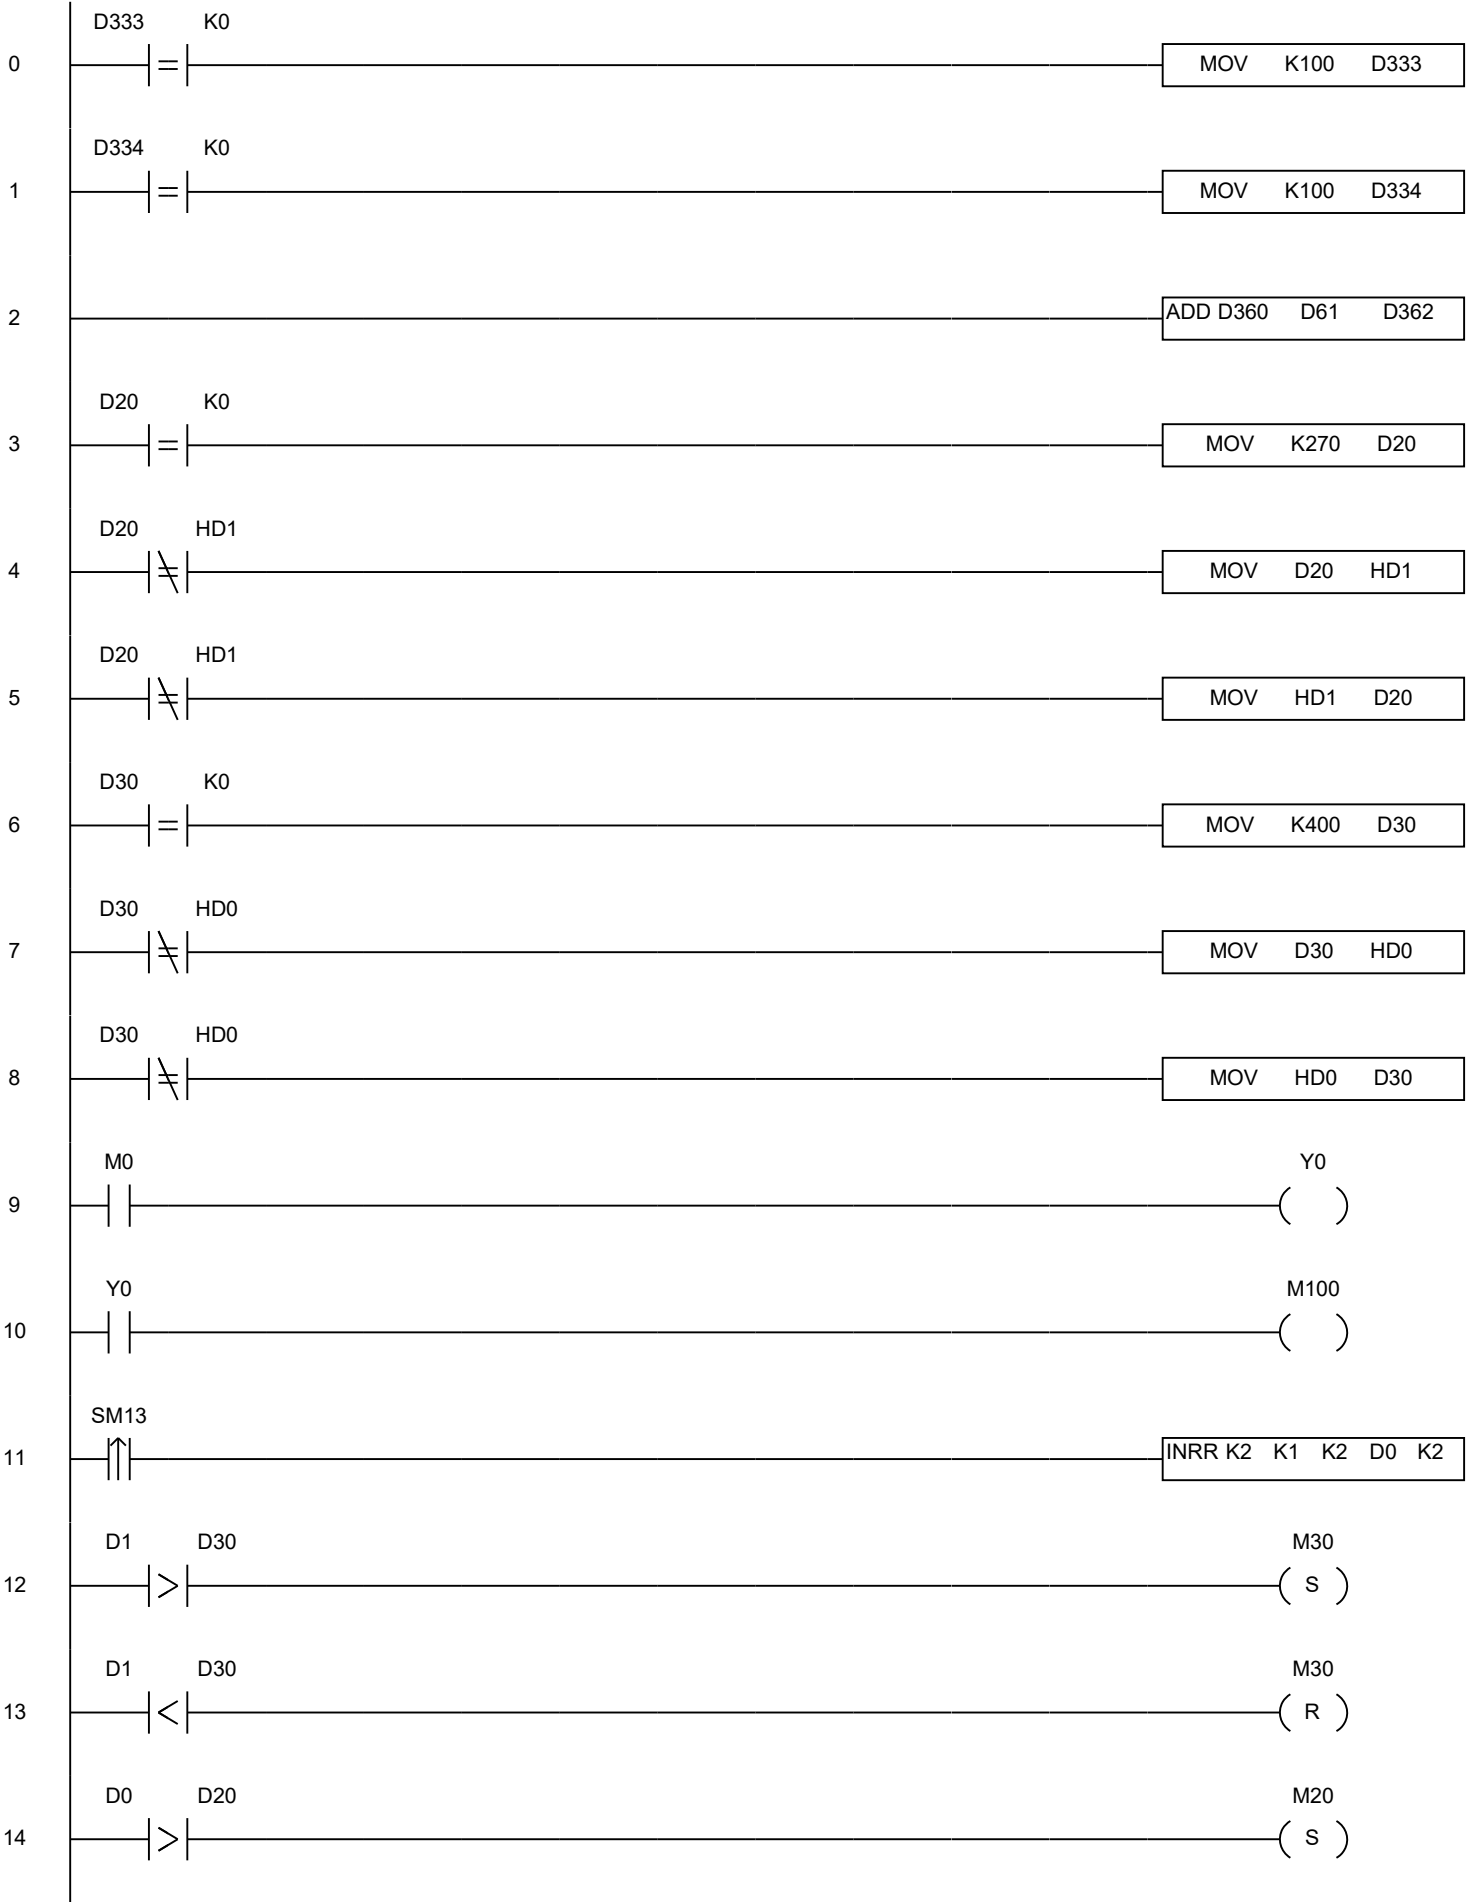 D333 K0
0 = MOV K100 D333
D334 K0
1 = MOV K100 D334
2 ADD D360 D61 D362
D20 K0
3 = MOV K270 D20
D20 HD1
4 ≠ MOV D20 HD1
D20 HD1
5 ≠ MOV HD1 D20
D30 K0
6 = MOV K400 D30
D30 HD0
7 ≠ MOV D30 HD0
D30 HD0
8 ≠ MOV HD0 D30
M0 Y0
9
Y0 M100
10
SM13
11 INRR K2 K1 K2 D0 K2
D1 D30 M30
12 > S
D1 D30 M30
13 < R
D0 D20 M20
14 > S